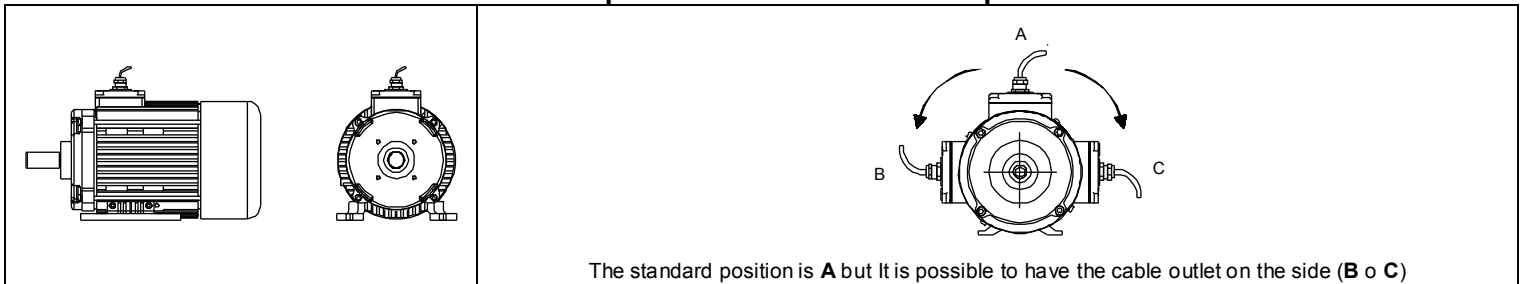 A
B
C
The standard position is A but It is possible to have the cable outlet on the side (B o C)